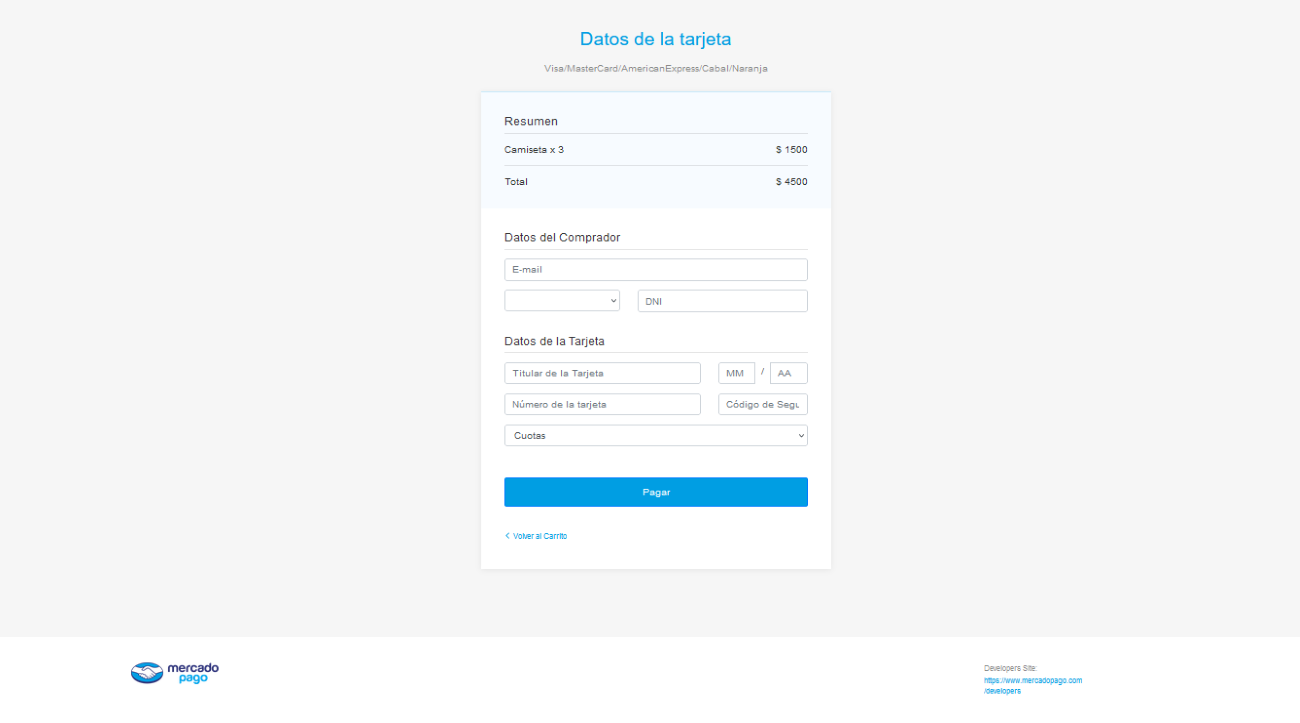 Datos de la tarjeta
Visa/MasterCard/AmericanExpress/Cabal/Naranja
Resumen
Camiseta x 3 $ 1500
Total $ 4500
Datos del Comprador
E-mail
DNI
Datos de la Tarjeta
Titular de la Tarjeta MM / AA
Número de la tarjeta Código de Segu
Cuotas
Pagar
Volver al Carrito
mercado
pago
Developers Site:
https://www.mercadopago.com
/developers